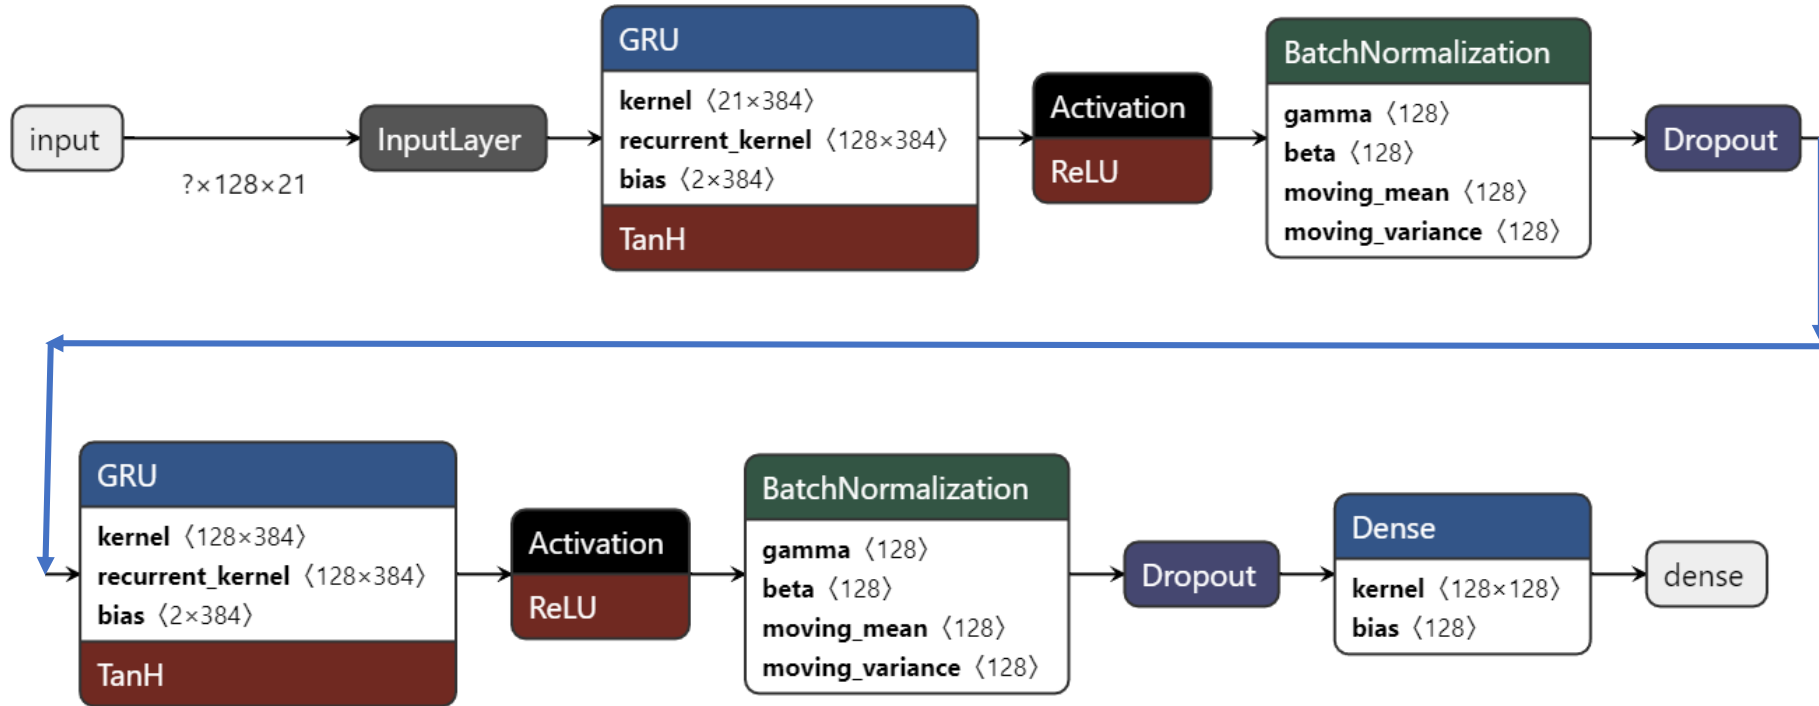 input
?×128×21
InputLayer
GRU
kernel 〈21×384〉
recurrent_kernel 〈128×384〉
bias 〈2×384〉
TanH
Activation
ReLU
BatchNormalization
gamma 〈128〉
beta 〈128〉
moving_mean 〈128〉
moving_variance 〈128〉
Dropout
GRU
kernel 〈128×384〉
recurrent_kernel 〈128×384〉
bias 〈2×384〉
TanH
Activation
ReLU
BatchNormalization
gamma 〈128〉
beta 〈128〉
moving_mean 〈128〉
moving_variance 〈128〉
Dropout
Dense
kernel 〈128×128〉
bias 〈128〉
dense